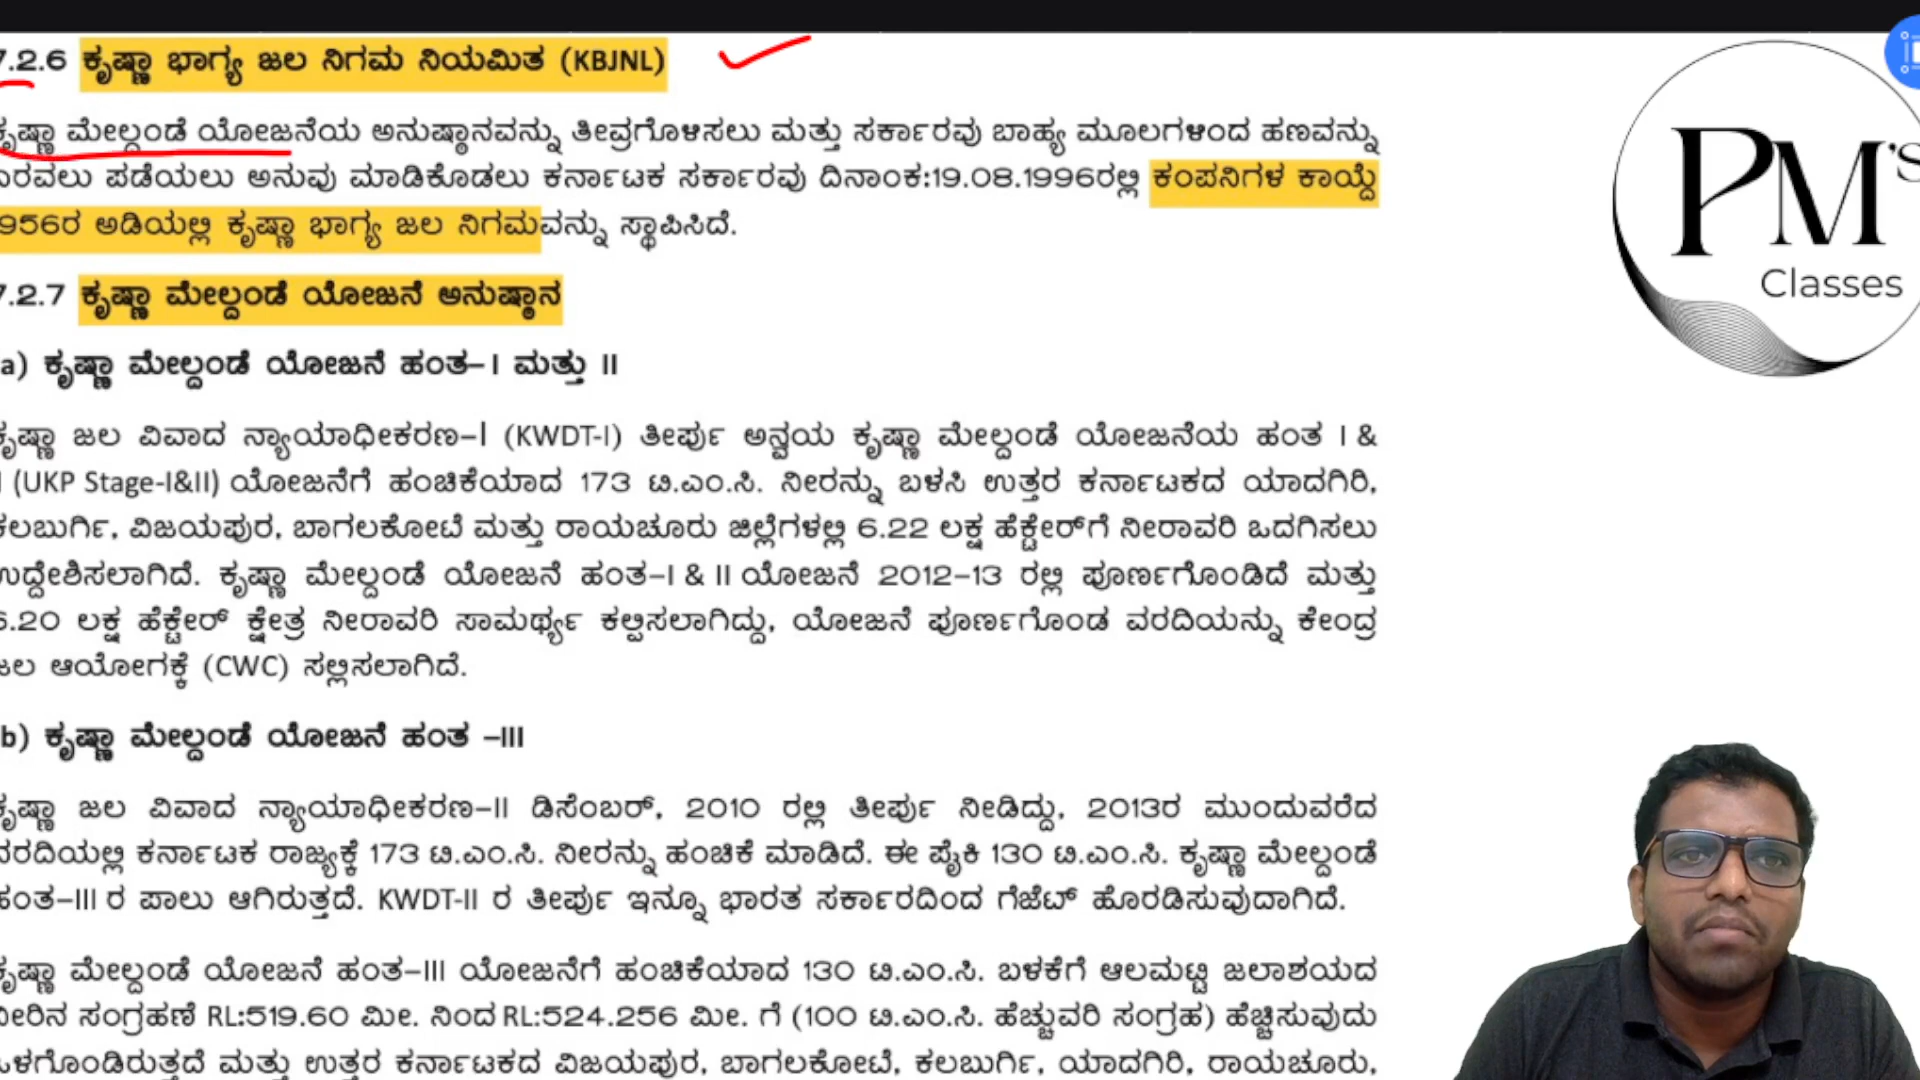 7.2.6 ಕೃಷ್ಣಾ ಭಾಗ್ಯ ಜಲ ನಿಗಮ ನಿಯಮಿತ (KBJNL)
ಕೃಷ್ಣಾ ಮೇಲ್ದಂಡೆ ಯೋಜನೆಯ ಅನುಷ್ಠಾನವನ್ನು ತೀವ್ರಗೊಳಿಸಲು ಮತ್ತು ಸರ್ಕಾರವು ಬಾಹ್ಯ ಮೂಲಗಳಿಂದ ಹಣವನ್ನು
ಪಡೆಯಲು ಅನುವು ಮಾಡಿಕೊಡಲು ಕರ್ನಾಟಕ ಸರ್ಕಾರವು ದಿನಾಂಕ:19.08.1996ರಲ್ಲಿ ಕಂಪನಿಗಳ ಕಾಯ್ದೆ
1956ರ ಅಡಿಯಲ್ಲಿ ಕೃಷ್ಣಾ ಭಾಗ್ಯ ಜಲ ನಿಗಮವನ್ನು ಸ್ಥಾಪಿಸಿದೆ.
7.2.7 ಕೃಷ್ಣಾ ಮೇಲ್ದಂಡೆ ಯೋಜನೆ ಅನುಷ್ಠಾನ
a) ಕೃಷ್ಣಾ ಮೇಲ್ದಂಡೆ ಯೋಜನೆ ಹಂತ–I ಮತ್ತು II
ಕೃಷ್ಣಾ ಜಲ ವಿವಾದ ನ್ಯಾಯಾಧೀಕರಣ–I (KWDT-I) ತೀರ್ಪು ಅನ್ವಯ ಕೃಷ್ಣಾ ಮೇಲ್ದಂಡೆ ಯೋಜನೆಯ ಹಂತ I &
I (UKP Stage-I&II) ಯೋಜನೆಗೆ ಹಂಚಿಕೆಯಾದ 173 ಟಿ.ಎಂ.ಸಿ. ನೀರನ್ನು ಬಳಸಿ ಉತ್ತರ ಕರ್ನಾಟಕದ ಯಾದಗಿರಿ,
ಕಲಬುರ್ಗಿ, ವಿಜಯಪುರ, ಬಾಗಲಕೋಟೆ ಮತ್ತು ರಾಯಚೂರು ಜಿಲ್ಲೆಗಳಲ್ಲಿ 6.22 ಲಕ್ಷ ಹೆಕ್ಟೇರ್‌ಗೆ ನೀರಾವರಿ ಒದಗಿಸಲು
ಉದ್ದೇಶಿಸಲಾಗಿದೆ. ಕೃಷ್ಣಾ ಮೇಲ್ದಂಡೆ ಯೋಜನೆ ಹಂತ–I & II ಯೋಜನೆ 2012–13 ರಲ್ಲಿ ಪೂರ್ಣಗೊಂಡಿದೆ ಮತ್ತು
6.20 ಲಕ್ಷ ಹೆಕ್ಟೇರ್ ಕ್ಷೇತ್ರ ನೀರಾವರಿ ಸಾಮರ್ಥ್ಯ ಕಲ್ಪಿಸಲಾಗಿದ್ದು, ಯೋಜನೆ ಪೂರ್ಣಗೊಂಡ ವರದಿಯನ್ನು ಕೇಂದ್ರ
ಜಲ ಆಯೋಗಕ್ಕೆ (CWC) ಸಲ್ಲಿಸಲಾಗಿದೆ.
b) ಕೃಷ್ಣಾ ಮೇಲ್ದಂಡೆ ಯೋಜನೆ ಹಂತ –III
ಕೃಷ್ಣಾ ಜಲ ವಿವಾದ ನ್ಯಾಯಾಧೀಕರಣ–II ಡಿಸೆಂಬರ್, 2010 ರಲ್ಲಿ ತೀರ್ಪು ನೀಡಿದ್ದು, 2013ರ ಮುಂದುವರೆದ
ವರದಿಯಲ್ಲಿ ಕರ್ನಾಟಕ ರಾಜ್ಯಕ್ಕೆ 173 ಟಿ.ಎಂ.ಸಿ. ನೀರನ್ನು ಹಂಚಿಕೆ ಮಾಡಿದೆ. ಈ ಪೈಕಿ 130 ಟಿ.ಎಂ.ಸಿ. ಕೃಷ್ಣಾ ಮೇಲ್ದಂಡೆ
ಹಂತ–III ರ ಪಾಲು ಆಗಿರುತ್ತದೆ. KWDT-II ರ ತೀರ್ಪು ಇನ್ನೂ ಭಾರತ ಸರ್ಕಾರದಿಂದ ಗೆಜೆಟ್ ಹೊರಡಿಸುವುದಾಗಿದೆ.
ಕೃಷ್ಣಾ ಮೇಲ್ದಂಡೆ ಯೋಜನೆ ಹಂತ–III ಯೋಜನೆಗೆ ಹಂಚಿಕೆಯಾದ 130 ಟಿ.ಎಂ.ಸಿ. ಬಳಕೆಗೆ ಆಲಮಟ್ಟಿ ಜಲಾಶಯದ
ನೀರಿನ ಸಂಗ್ರಹಣೆ RL:519.60 ಮೀ. ನಿಂದ RL:524.256 ಮೀ. ಗೆ (100 ಟಿ.ಎಂ.ಸಿ. ಹೆಚ್ಚುವರಿ ಸಂಗ್ರಹ) ಹೆಚ್ಚಿಸುವುದು
ಒಳಗೊಂಡಿರುತ್ತದೆ ಮತ್ತು ಉತ್ತರ ಕರ್ನಾಟಕದ ವಿಜಯಪುರ, ಬಾಗಲಕೋಟೆ, ಕಲಬುರ್ಗಿ, ಯಾದಗಿರಿ, ರಾಯಚೂರು,
PM's
Classes